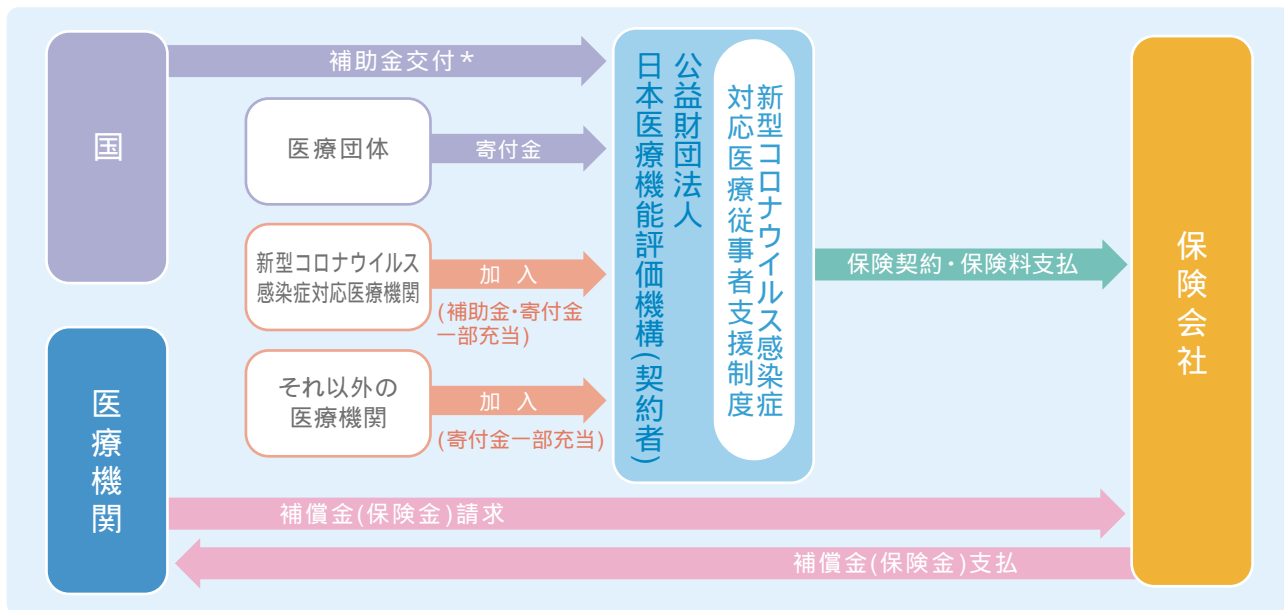 国
補助金交付*
医療団体
寄付金
新型コロナウイルス
感染症対応医療機関
加 入
(補助金・寄付金
一部充当)
それ以外の
医療機関
加 入
(寄付金一部充当)
公益財団法人
日本医療機能評価機構(契約者)
新型コロナウイルス感染症
対応医療従事者支援制度
保険契約・保険料支払
保険会社
医療機関
補償金(保険金)請求
補償金(保険金)支払